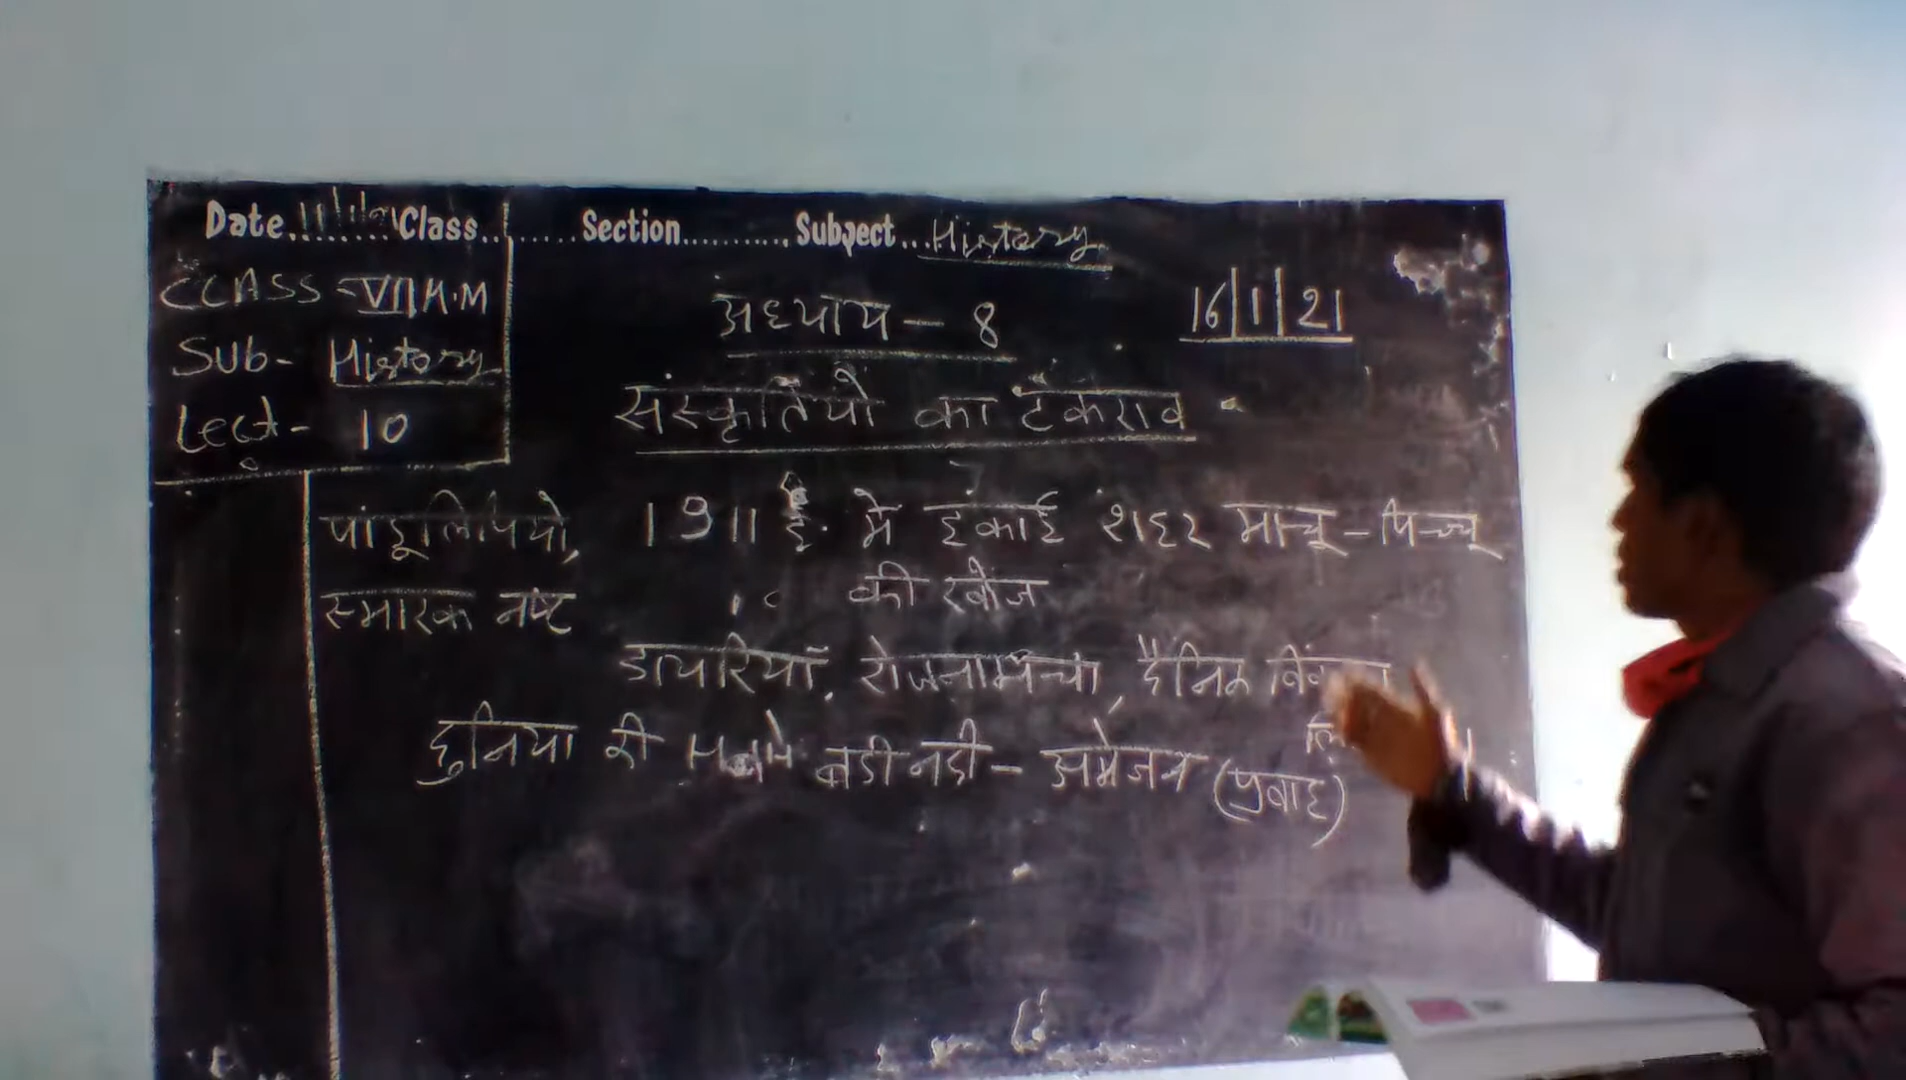 Date........Class........Section..........Subject...History
CLASS - VII H.M
Sub- History
Lect- 10
अध्याय - 8
16/1/21
संस्कृतियों का टकराव
पांडूलिपियो,
स्मारक नष्ट
1911 ई. मे इंकाई शहर माच्चू-पिच्चू
की खोज
डायरियाँ, रोजनामचा, दैनिक
दुनिया की सबसे बडी नदी - अमेजन (प्रवाह)